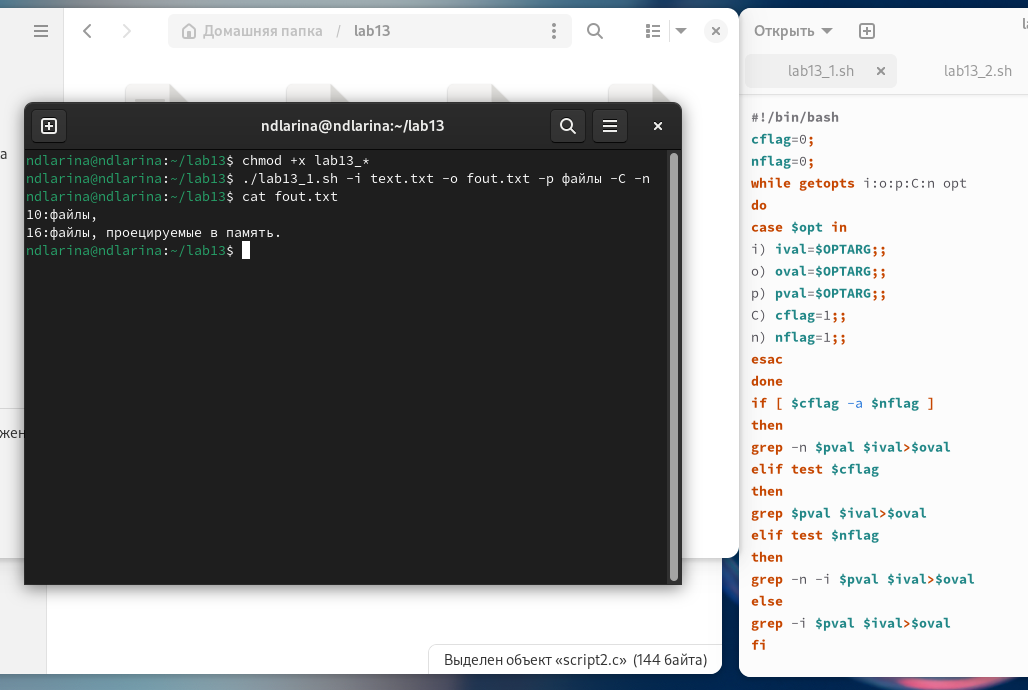 Домашняя папка / lab13
а
жен
ndlarina@ndlarina:~/lab13
ndlarina@ndlarina:~/lab13$ chmod +x lab13_*
ndlarina@ndlarina:~/lab13$ ./lab13_1.sh -i text.txt -o fout.txt -p файлы -C -n
ndlarina@ndlarina:~/lab13$ cat fout.txt
10:файлы,
16:файлы, проецируемые в память.
ndlarina@ndlarina:~/lab13$
Выделен объект «script2.c» (144 байта)
Открыть
lab13_1.sh
lab13_2.sh
#!/bin/bash
cflag=0;
nflag=0;
while getopts i:o:p:C:n opt
do
case $opt in
i) ival=$OPTARG;;
o) oval=$OPTARG;;
p) pval=$OPTARG;;
C) cflag=1;;
n) nflag=1;;
esac
done
if [ $cflag -a $nflag ]
then
grep -n $pval $ival>$oval
elif test $cflag
then
grep $pval $ival>$oval
elif test $nflag
then
grep -n -i $pval $ival>$oval
else
grep -i $pval $ival>$oval
fi